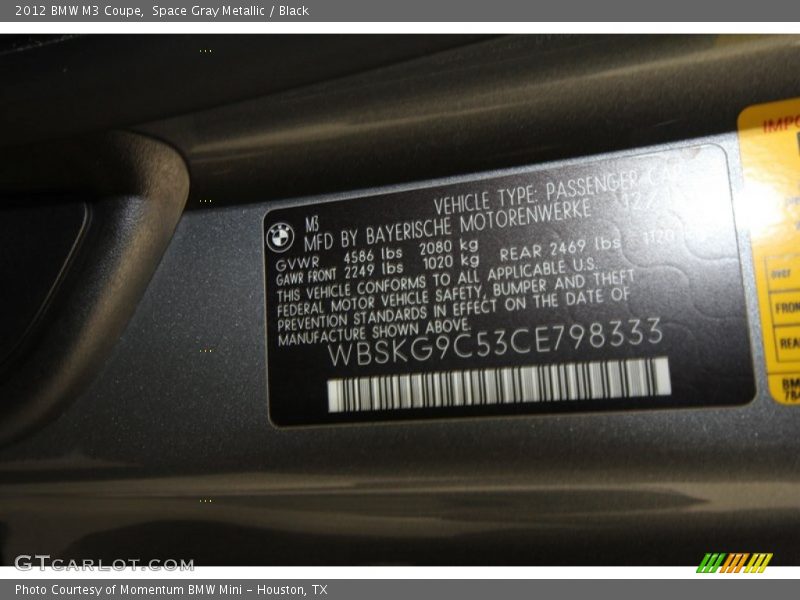 2012 BMW M3 Coupe, Space Gray Metallic / Black
M3
VEHICLE TYPE: PASSENGER CAR
MFD BY BAYERISCHE MOTORENWERKE
GVWR 4586 lbs 2080 kg
GAWR FRONT 2249 lbs 1020 kg REAR 2469 lbs 1120
THIS VEHICLE CONFORMS TO ALL APPLICABLE U.S.
FEDERAL MOTOR VEHICLE SAFETY, BUMPER AND THEFT
PREVENTION STANDARDS IN EFFECT ON THE DATE OF
MANUFACTURE SHOWN ABOVE.
WBSKG9C53CE798333
over
GTcarlot.com
Photo Courtesy of Momentum BMW Mini - Houston, TX